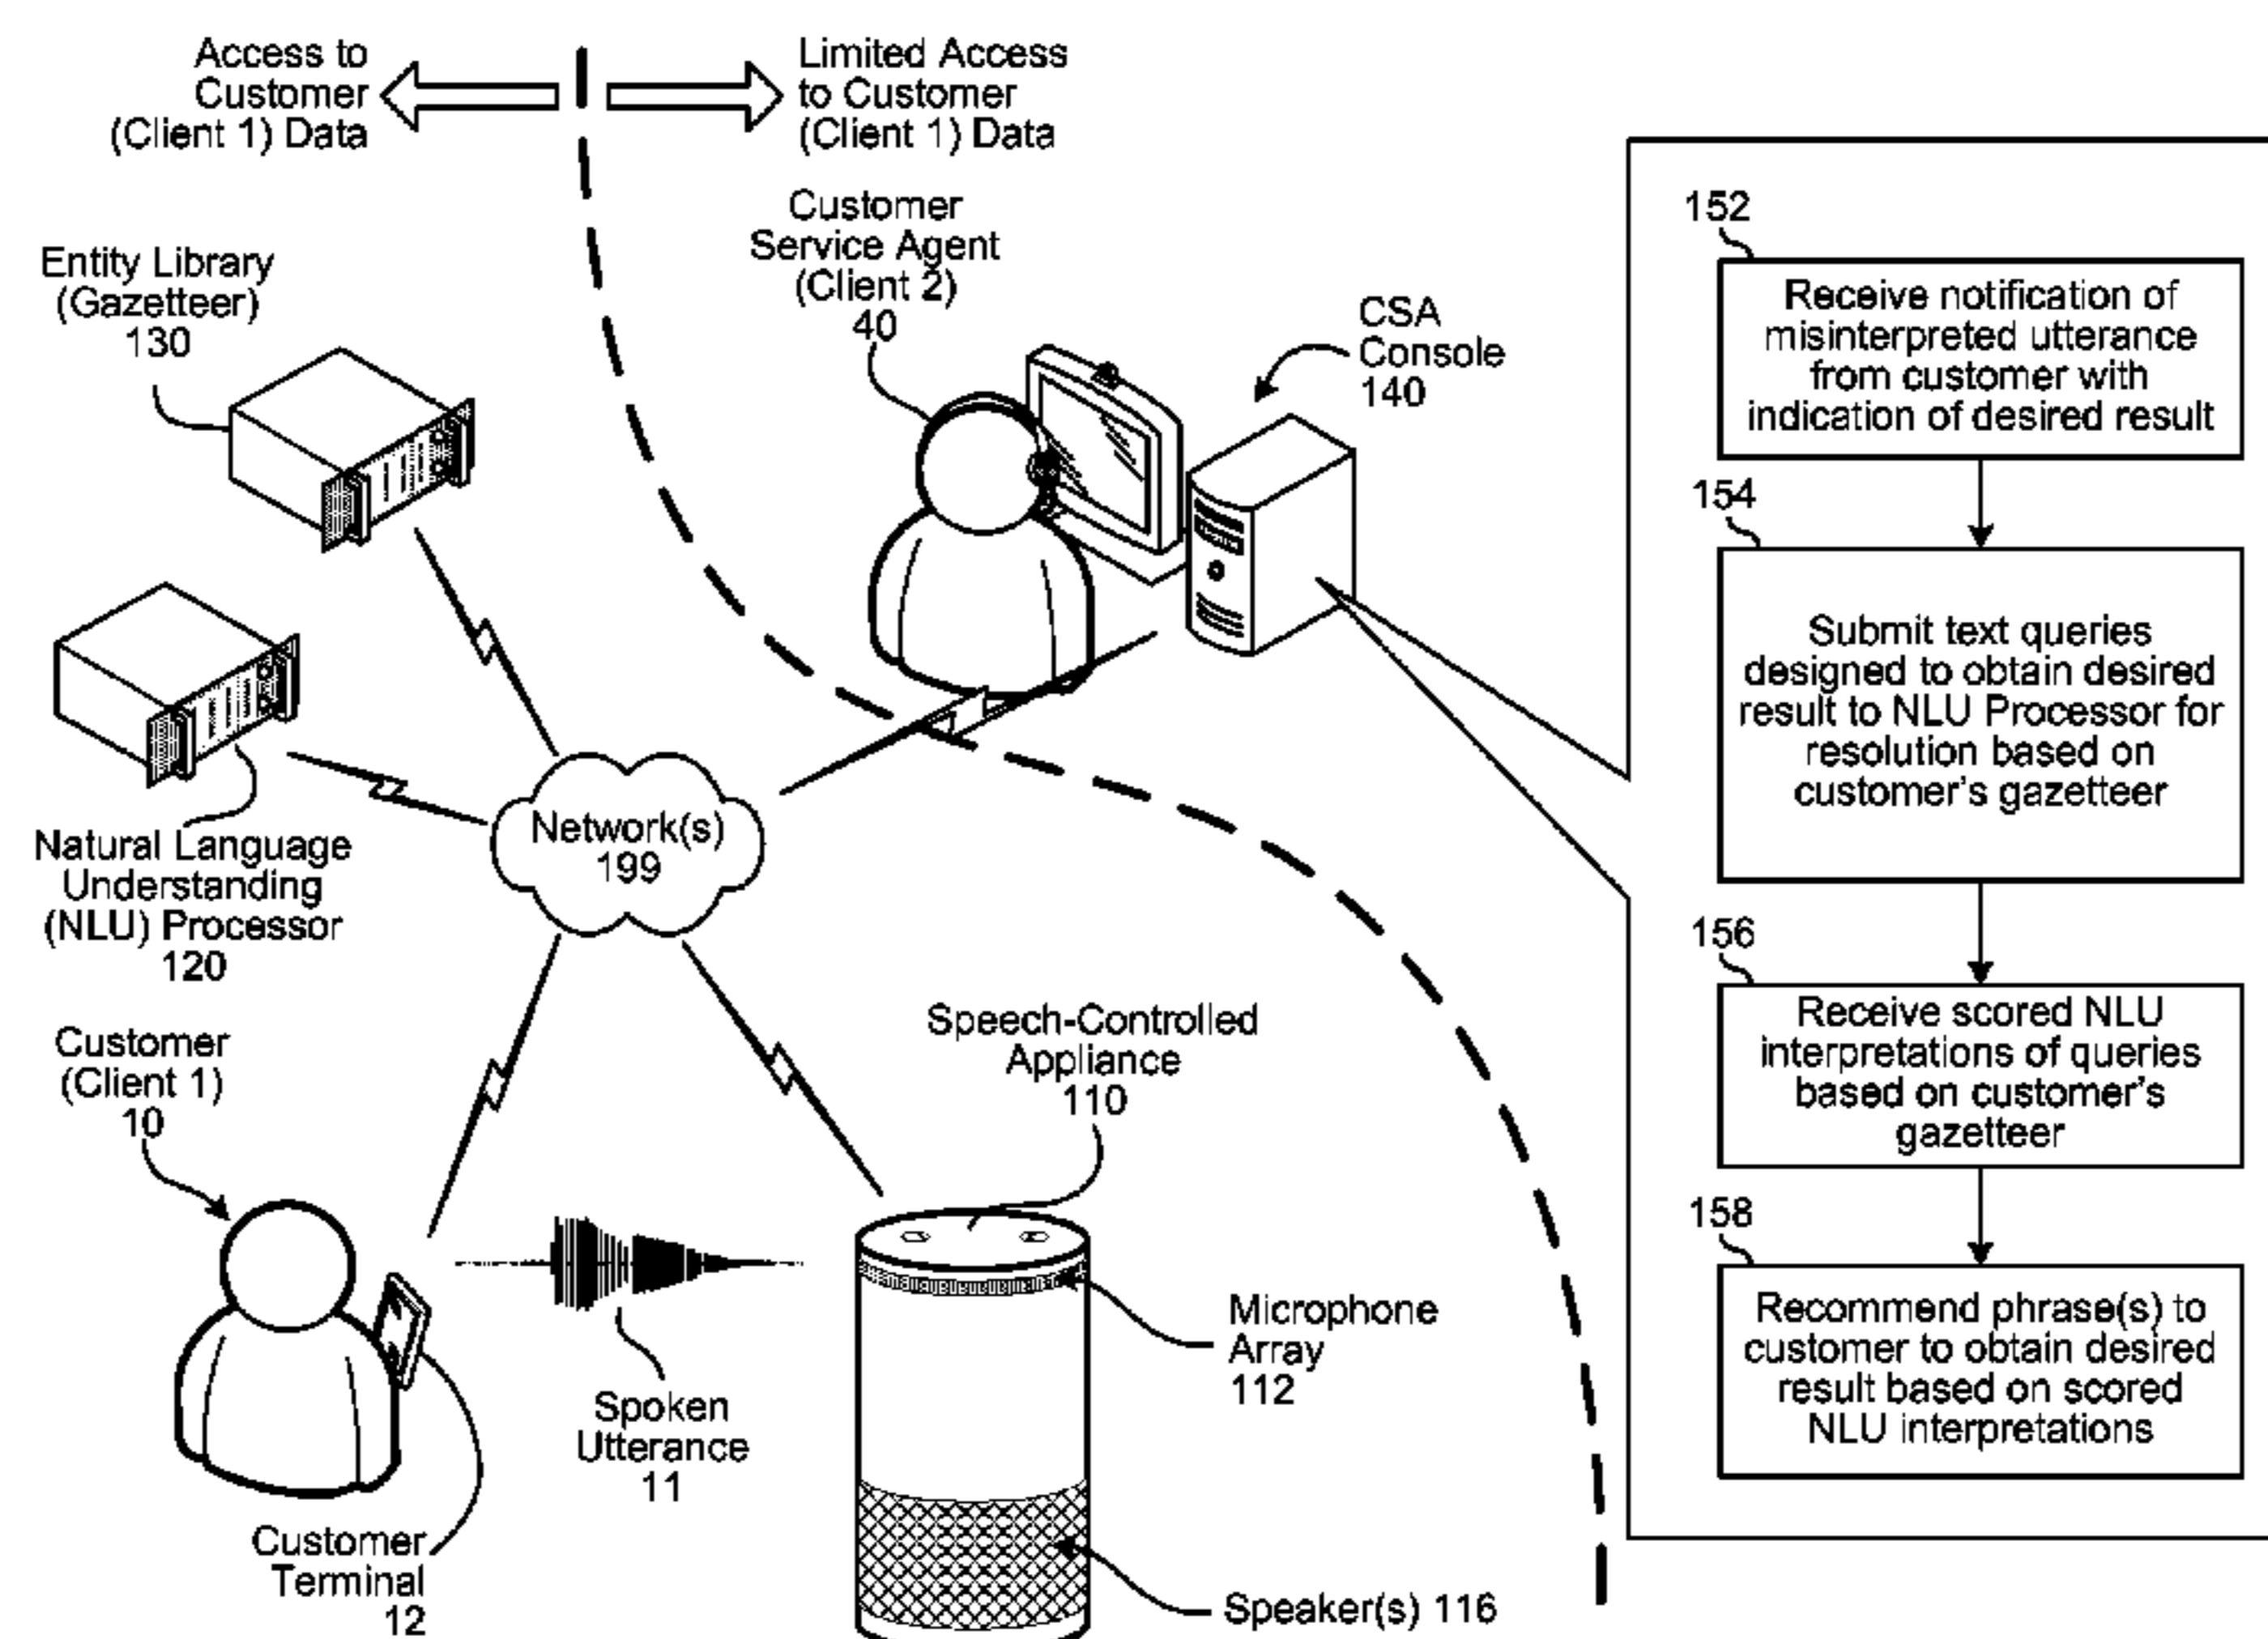 Access to
Customer
(Client 1) Data
Limited Access
to Customer
(Client 1) Data
Customer
Service Agent
(Client 2)
40
Entity Library
(Gazetteer)
130
CSA
Console
140
Natural Language
Understanding
(NLU) Processor
120
Network(s)
199
Customer
(Client 1)
10
Speech-Controlled
Appliance
110
Spoken
Utterance
11
Microphone
Array
112
Customer
Terminal
12
Speaker(s) 116
152
Receive notification of
misinterpreted utterance
from customer with
indication of desired result
154
Submit text queries
designed to obtain desired
result to NLU Processor for
resolution based on
customer's gazetteer
156
Receive scored NLU
interpretations of queries
based on customer's
gazetteer
158
Recommend phrase(s) to
customer to obtain desired
result based on scored
NLU interpretations